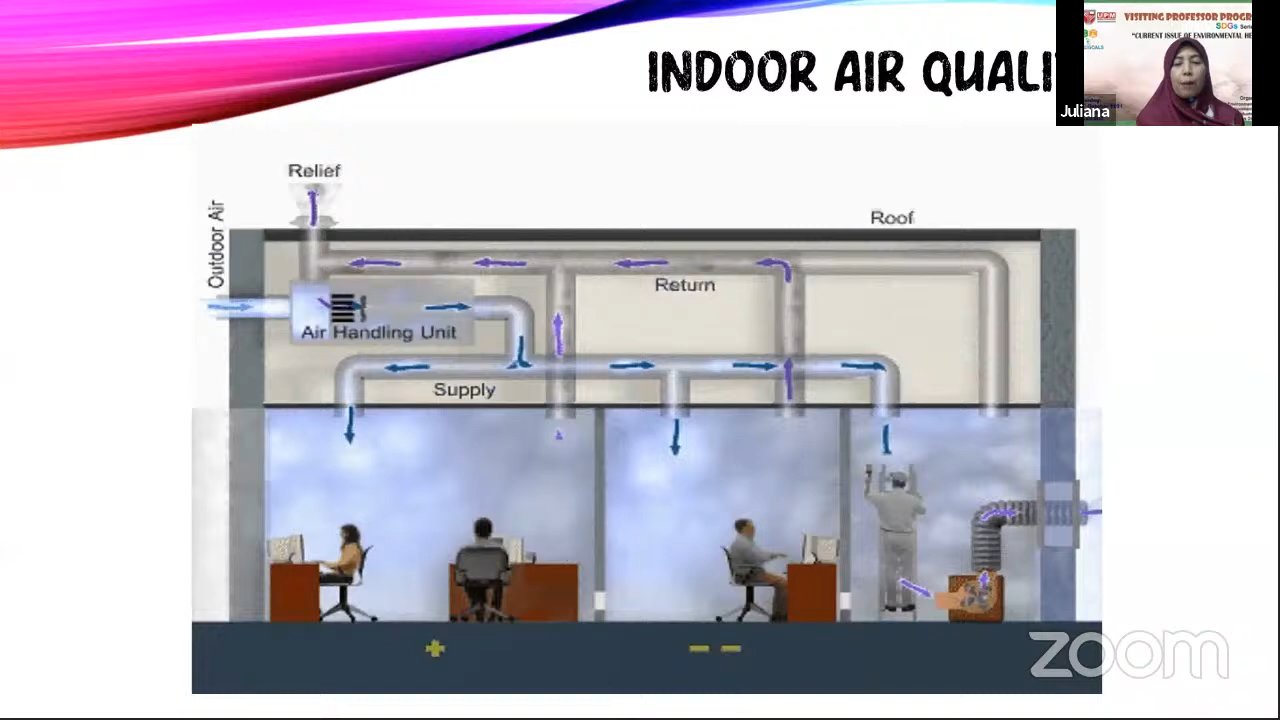 INDOOR AIR QUALI
UPM
VISITING PROFESSOR PROGR
SDGs
"CURRENT ISSUE OF ENVIRONMENTAL HE
Juliana
Relief
Outdoor Air
Roof
Return
Air Handling Unit
Supply
zoom